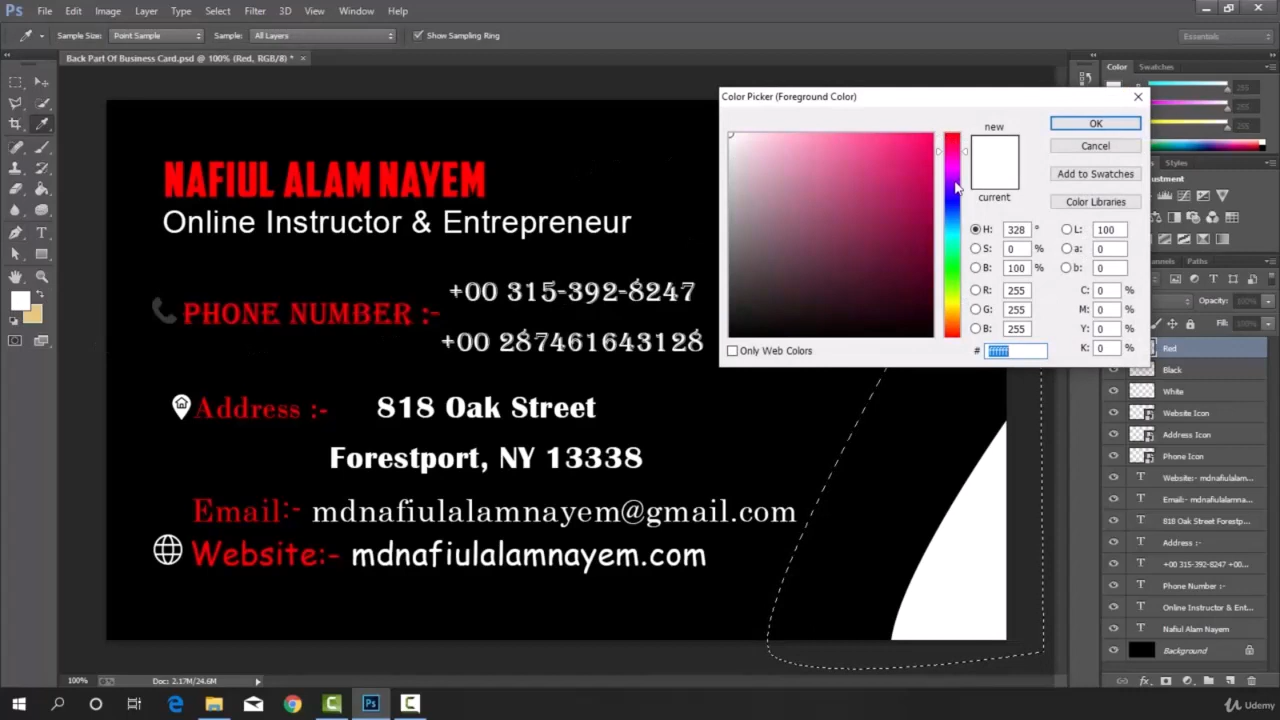 Ps File Edit Image Layer Type Select Filter 3D View Window Help
Sample Size: Point Sample Sample: All Layers Show Sampling Ring Essentials
Back Part Of Business Card.psd @ 100% (Red, RGB/8) * ×
Color Swatches
255
255
255
Styles
Paths
Opacity: 100%
Fill: 100%
Color Picker (Foreground Color)
new
current
OK
Cancel
Add to Swatches
Color Libraries
H: 328 ° L: 100
S: 0 % a: 0
B: 100 % b: 0
R: 255 C: 0 %
G: 255 M: 0 %
B: 255 Y: 0 %
# ffffff K: 0 %
Only Web Colors
NAFIUL ALAM NAYEM
Online Instructor & Entrepreneur
PHONE NUMBER :-
+00 315-392-8247
+00 287461643128
Address :- 818 Oak Street
Forestport, NY 13338
Email:- mdnafiulalamnayem@gmail.com
Website:- mdnafiulalamnayem.com
Red
Black
White
Website Icon
Address Icon
Phone Icon
Website:- mdnafiulalam...
Email:- mdnafiulalamna...
818 Oak Street Forestp...
Address :-
+00 315-392-8247 +00...
Phone Number :-
Online Instructor & Ent...
Nafiul Alam Nayem
Background
100% Doc: 2.17M/24.6M
Udemy